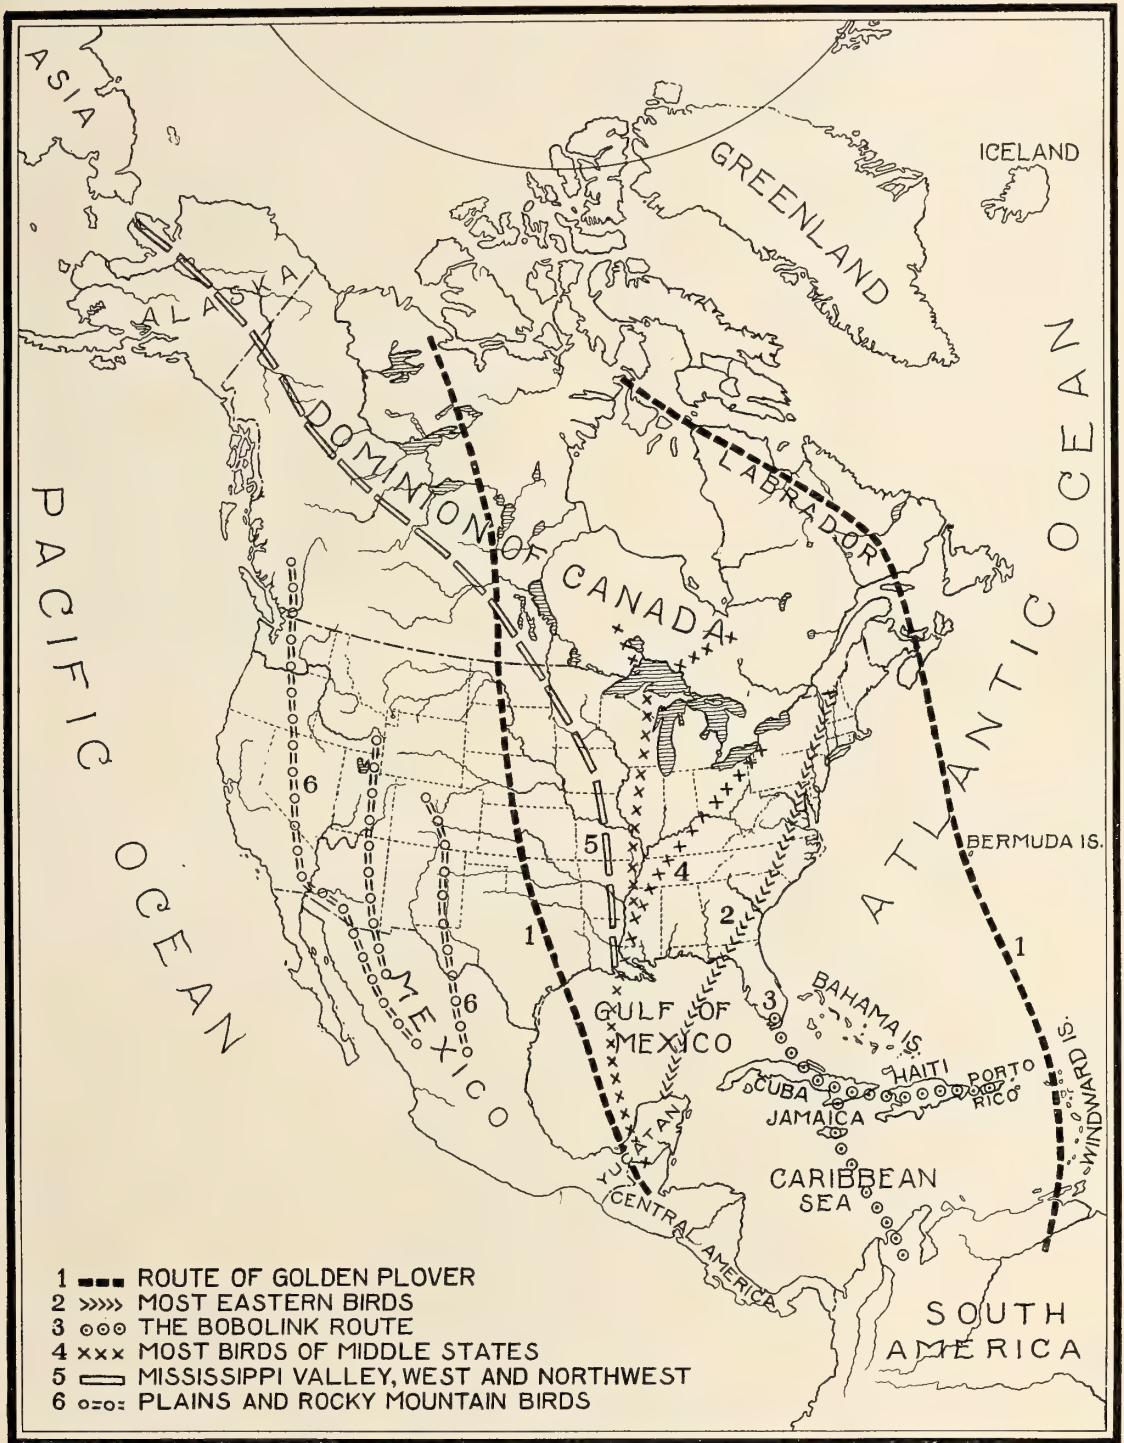 ASIA
ICELAND
GREENLAND
ALASKA
DOMINION OF
CANADA
LABRADOR
PACIFIC OCEAN
ATLANTIC OCEAN
6
5
4
2
1
BERMUDA IS.
1
3
6
MEXICO
GULF OF
MEXICO
BAHAMA IS.
CUBA
HAITI
PORTO
RICO
JAMAICA
WINDWARD IS.
YUCATAN
CARIBBEAN
SEA
CENTRAL AMERICA
SOUTH
AMERICA
1 ROUTE OF GOLDEN PLOVER
2 >>>>> MOST EASTERN BIRDS
3 THE BOBOLINK ROUTE
4 xxx MOST BIRDS OF MIDDLE STATES
5 MISSISSIPPI VALLEY, WEST AND NORTHWEST
6 PLAINS AND ROCKY MOUNTAIN BIRDS